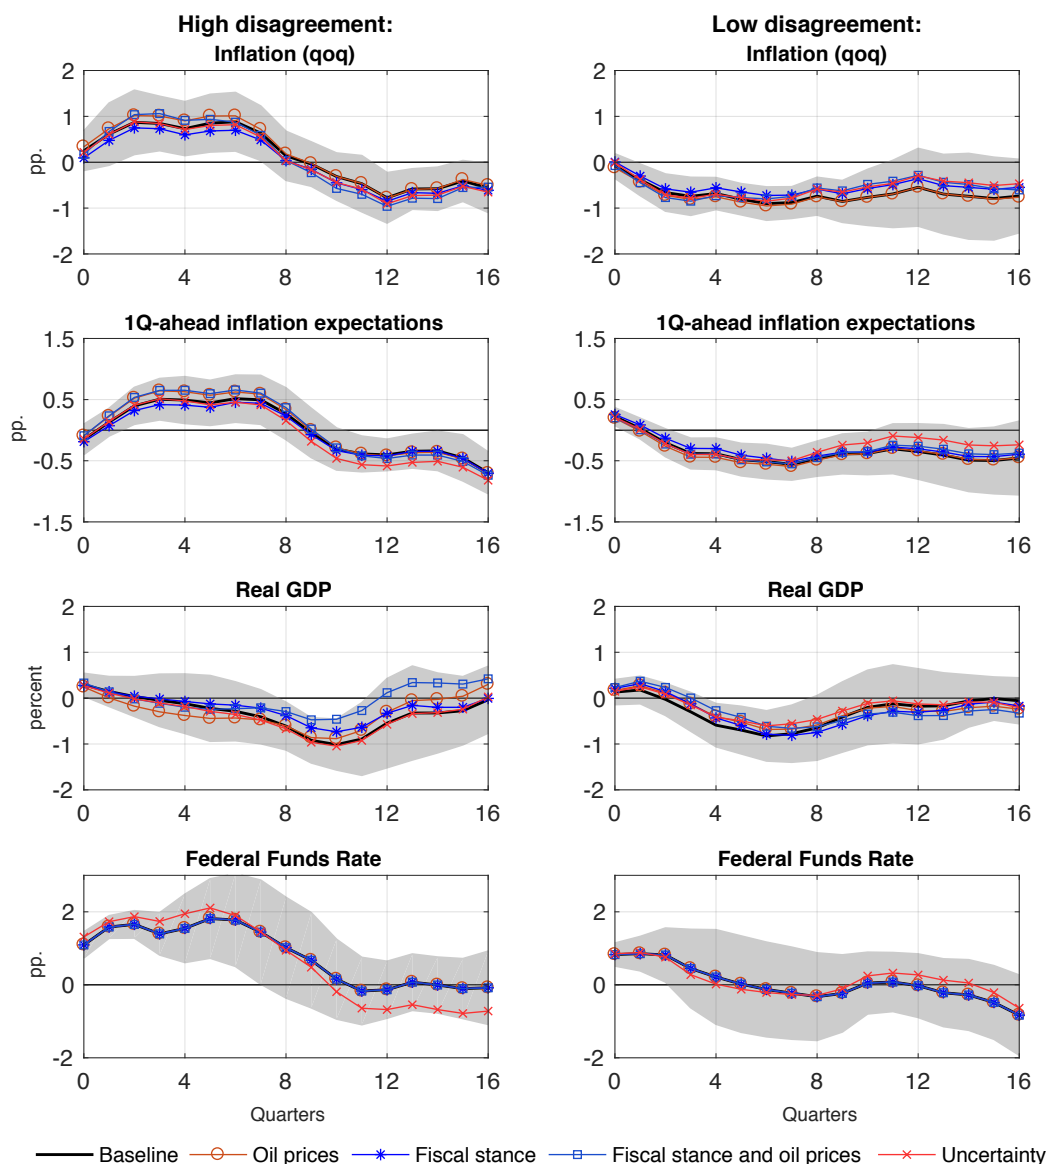 High disagreement:
Inflation (qoq)
2
1
0
-1
-2
pp.
0 4 8 12 16
Low disagreement:
Inflation (qoq)
2
1
0
-1
-2
0 4 8 12 16
1Q-ahead inflation expectations
1.5
0.5
-0.5
-1.5
pp.
0 4 8 12 16
1Q-ahead inflation expectations
1.5
0.5
-0.5
-1.5
0 4 8 12 16
Real GDP
2
1
0
-1
-2
percent
0 4 8 12 16
Real GDP
2
1
0
-1
-2
0 4 8 12 16
Federal Funds Rate
2
0
-2
pp.
0 4 8 12 16
Quarters
Federal Funds Rate
2
0
-2
0 4 8 12 16
Quarters
Baseline Oil prices Fiscal stance Fiscal stance and oil prices Uncertainty